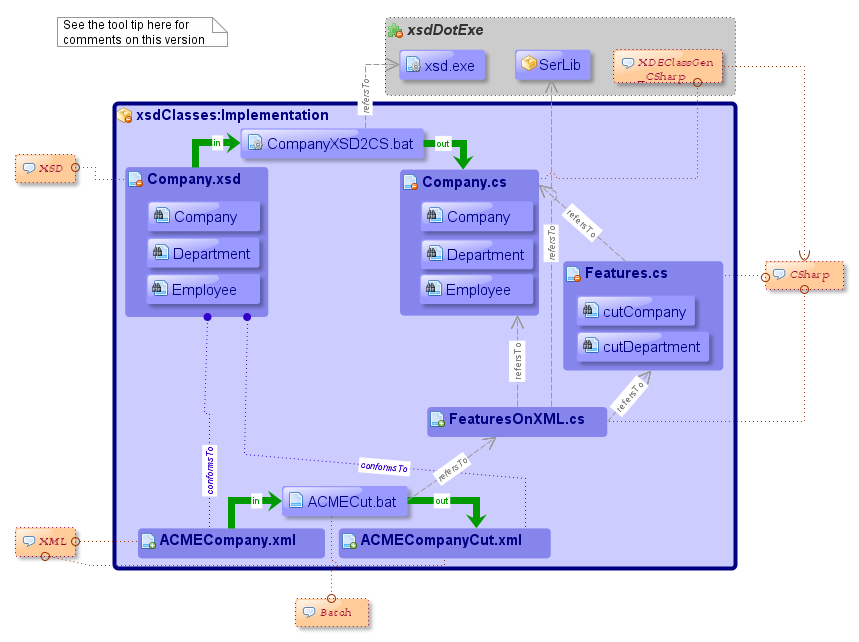 See the tool tip here for
comments on this version
xsdDotExe
xsd.exe
SerLib
XDEClassGen
_CSharp
refersTo
xsdClasses:Implementation
in
CompanyXSD2CS.bat
out
XSD
Company.xsd
Company
Department
Employee
Company.cs
Company
Department
Employee
refersTo
refersTo
Features.cs
cutCompany
cutDepartment
CSharp
refersTo
refersTo
FeaturesOnXML.cs
conformsTo
conformsTo
refersTo
in
ACMECut.bat
out
XML
ACMECompany.xml
ACMECompanyCut.xml
Batch